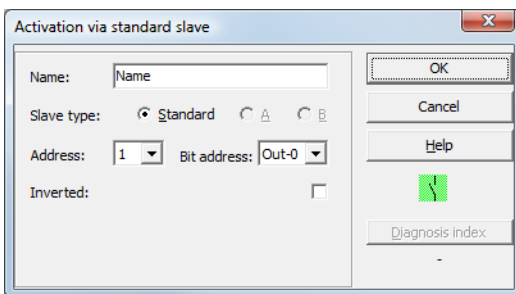 Activation via standard slave
Name: Name
Slave type: Standard A B
Address: 1 Bit address: Out-0
Inverted:
OK
Cancel
Help
Diagnosis index
-